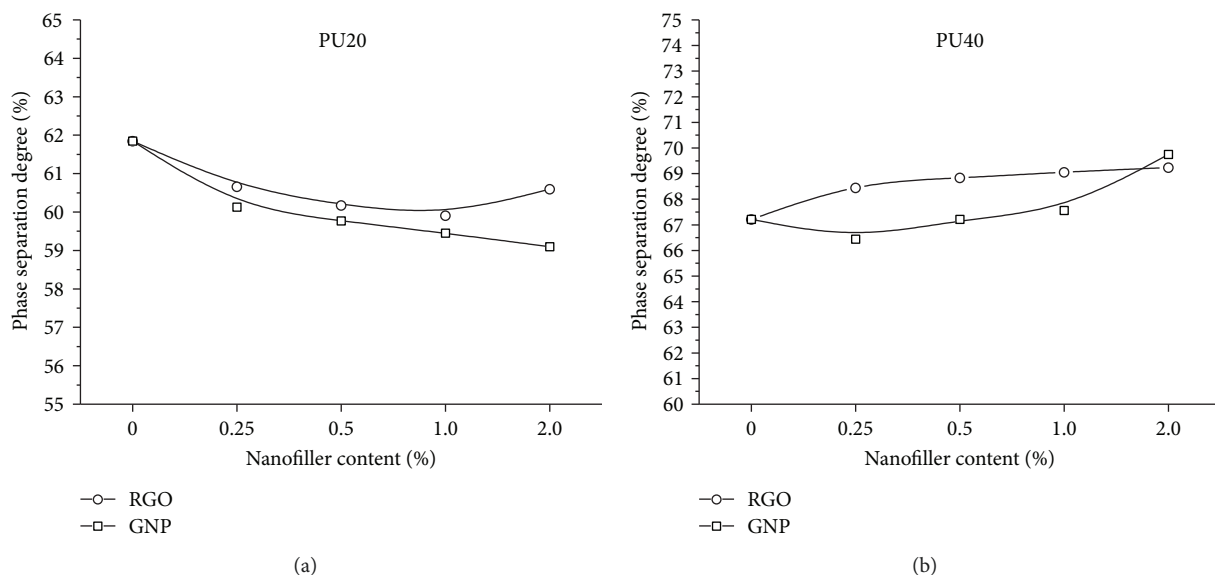 PU20
Phase separation degree (%)
65
64
63
62
61
60
59
58
57
56
55
0 0.25 0.5 1.0 2.0
Nanofiller content (%)
RGO
GNP
(a)
PU40
Phase separation degree (%)
75
74
73
72
71
70
69
68
67
66
65
64
63
62
61
60
0 0.25 0.5 1.0 2.0
Nanofiller content (%)
RGO
GNP
(b)